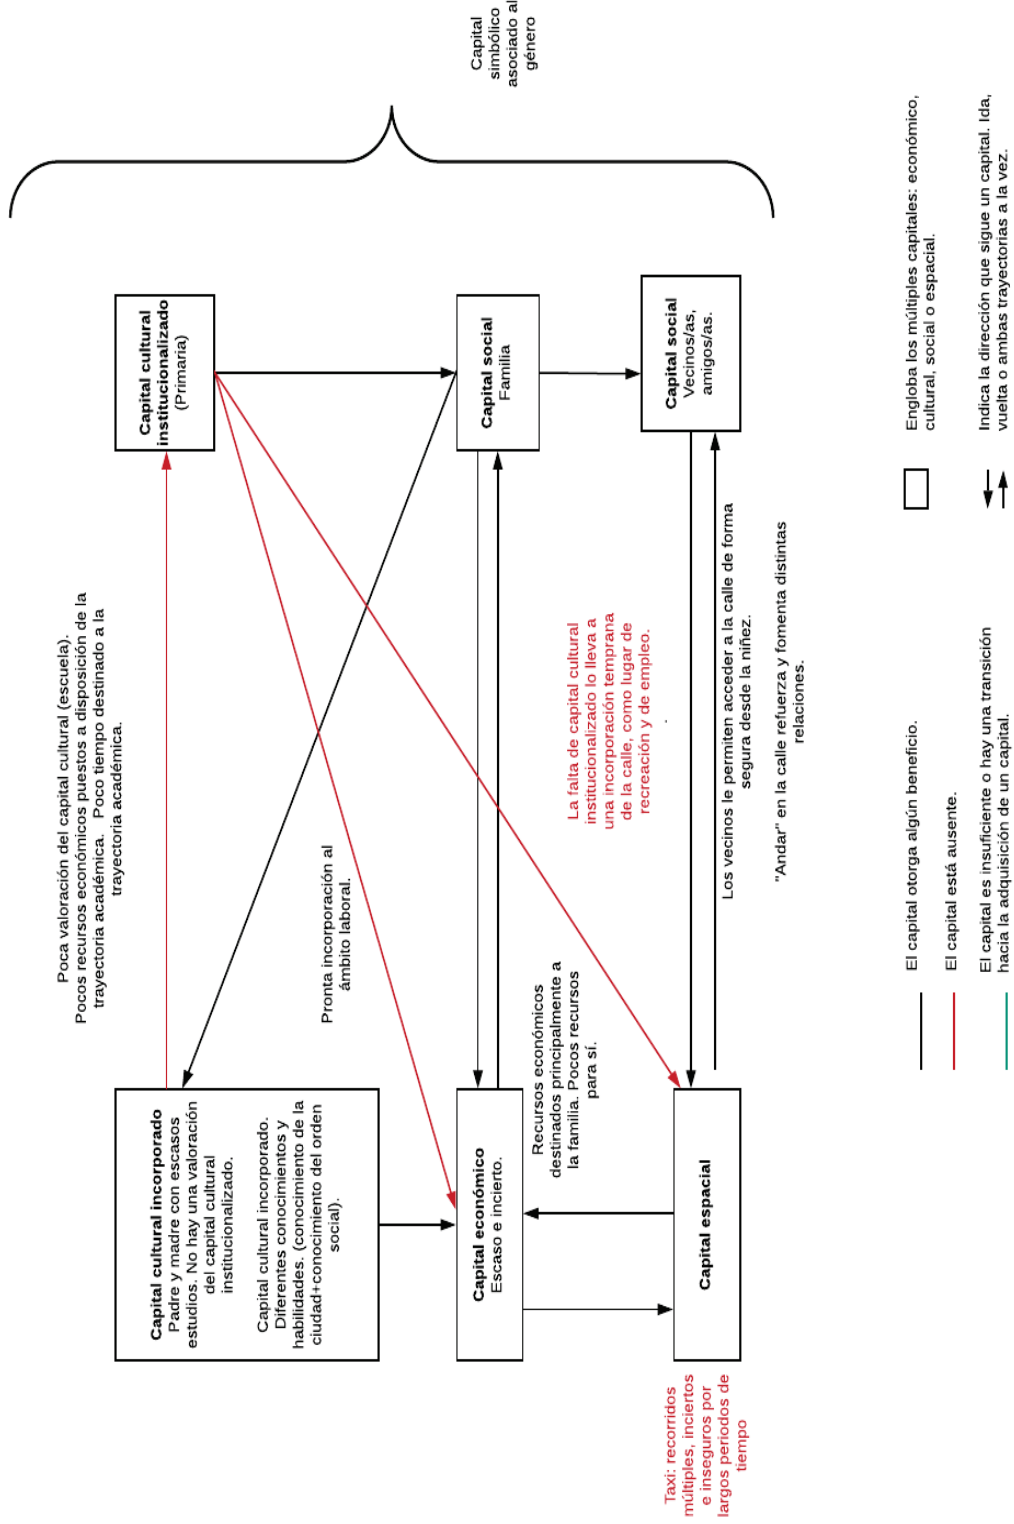 Poca valoración del capital cultural (escuela).
Pocos recursos económicos puestos a disposición de la
trayectoria académica. Poco tiempo destinado a la
trayectoria académica.
Capital cultural incorporado
Padre y madre con escasos
estudios. No hay una valoración
del capital cultural
institucionalizado.
Capital cultural incorporado.
Diferentes conocimientos y
habilidades. (conocimiento de la
ciudad+conocimiento del orden
social).
Capital cultural
institucionalizado
(Primaria)
Pronta incorporación al
ámbito laboral.
Capital económico
Escaso e incierto.
Capital social
Familia
Capital
simbólico
asociado al
género
Recursos económicos
destinados principalmente a
la familia. Pocos recursos
para sí.
La falta de capital cultural
institucionalizado lo lleva a
una incorporación temprana
de la calle, como lugar de
recreación y de empleo.
.
Taxi: recorridos
múltiples, inciertos
e inseguros por
largos periodos de
tiempo
Capital espacial
Capital social
Vecinos/as,
amigos/as.
Los vecinos le permiten acceder a la calle de forma
segura desde la niñez.
"Andar" en la calle refuerza y fomenta distintas
relaciones.
El capital otorga algún beneficio.
El capital está ausente.
El capital es insuficiente o hay una transición
hacia la adquisición de un capital.
Engloba los múltiples capitales: económico,
cultural, social o espacial.
Indica la dirección que sigue un capital. Ida,
vuelta o ambas trayectorias a la vez.